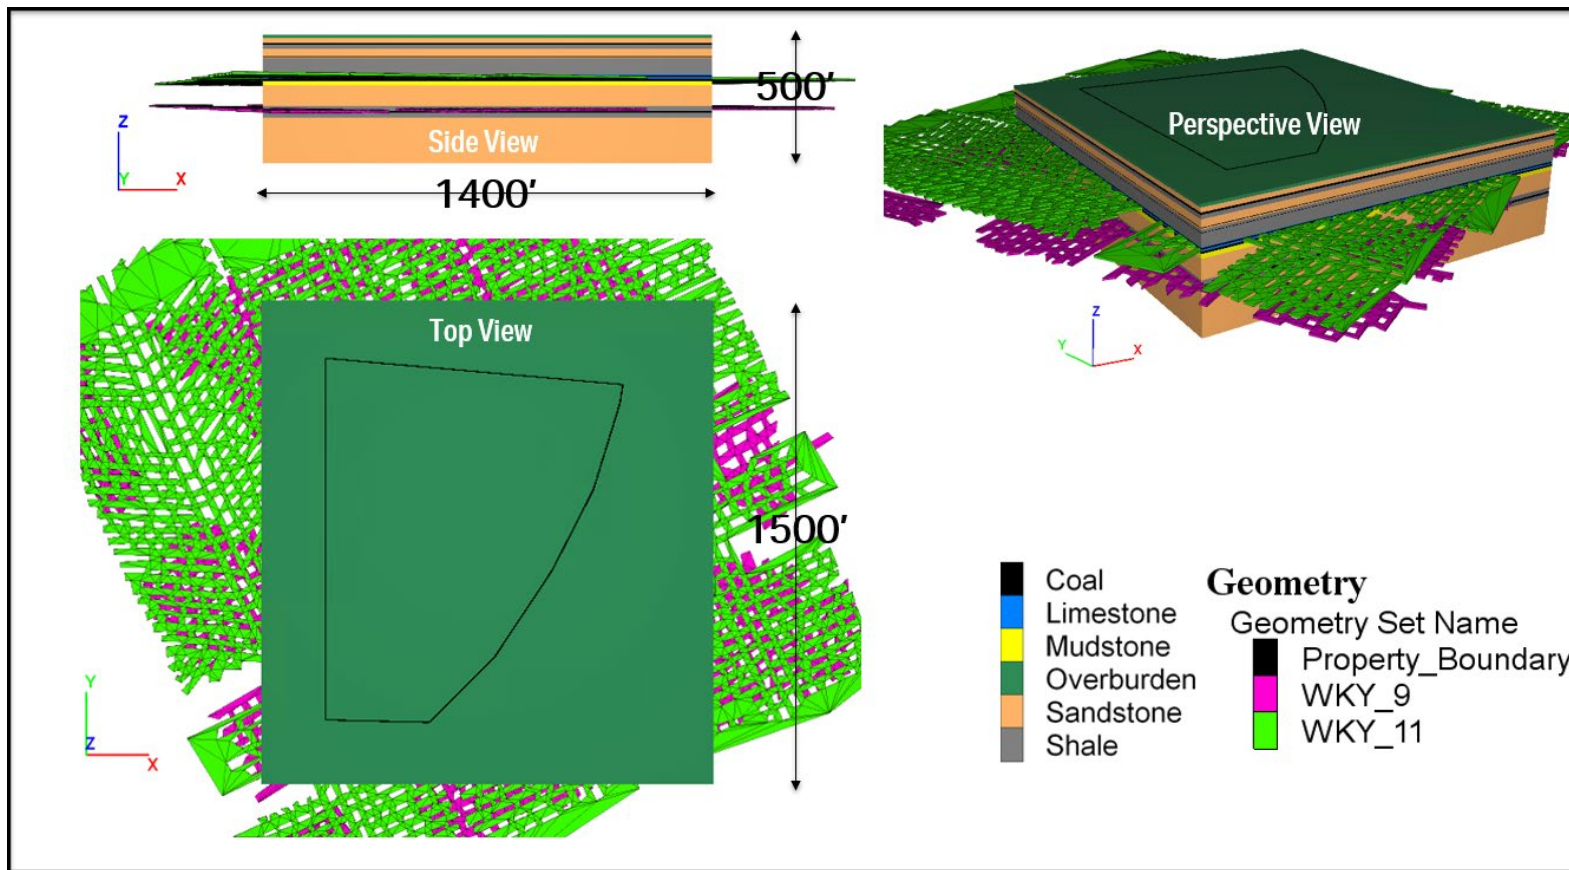 500′
Side View
Z
Y
X
1400′
Perspective View
Z
Y
X
Top View
1500′
Y
Z
X
Coal
Limestone
Mudstone
Overburden
Sandstone
Shale
Geometry
Geometry Set Name
Property_Boundary
WKY_9
WKY_11